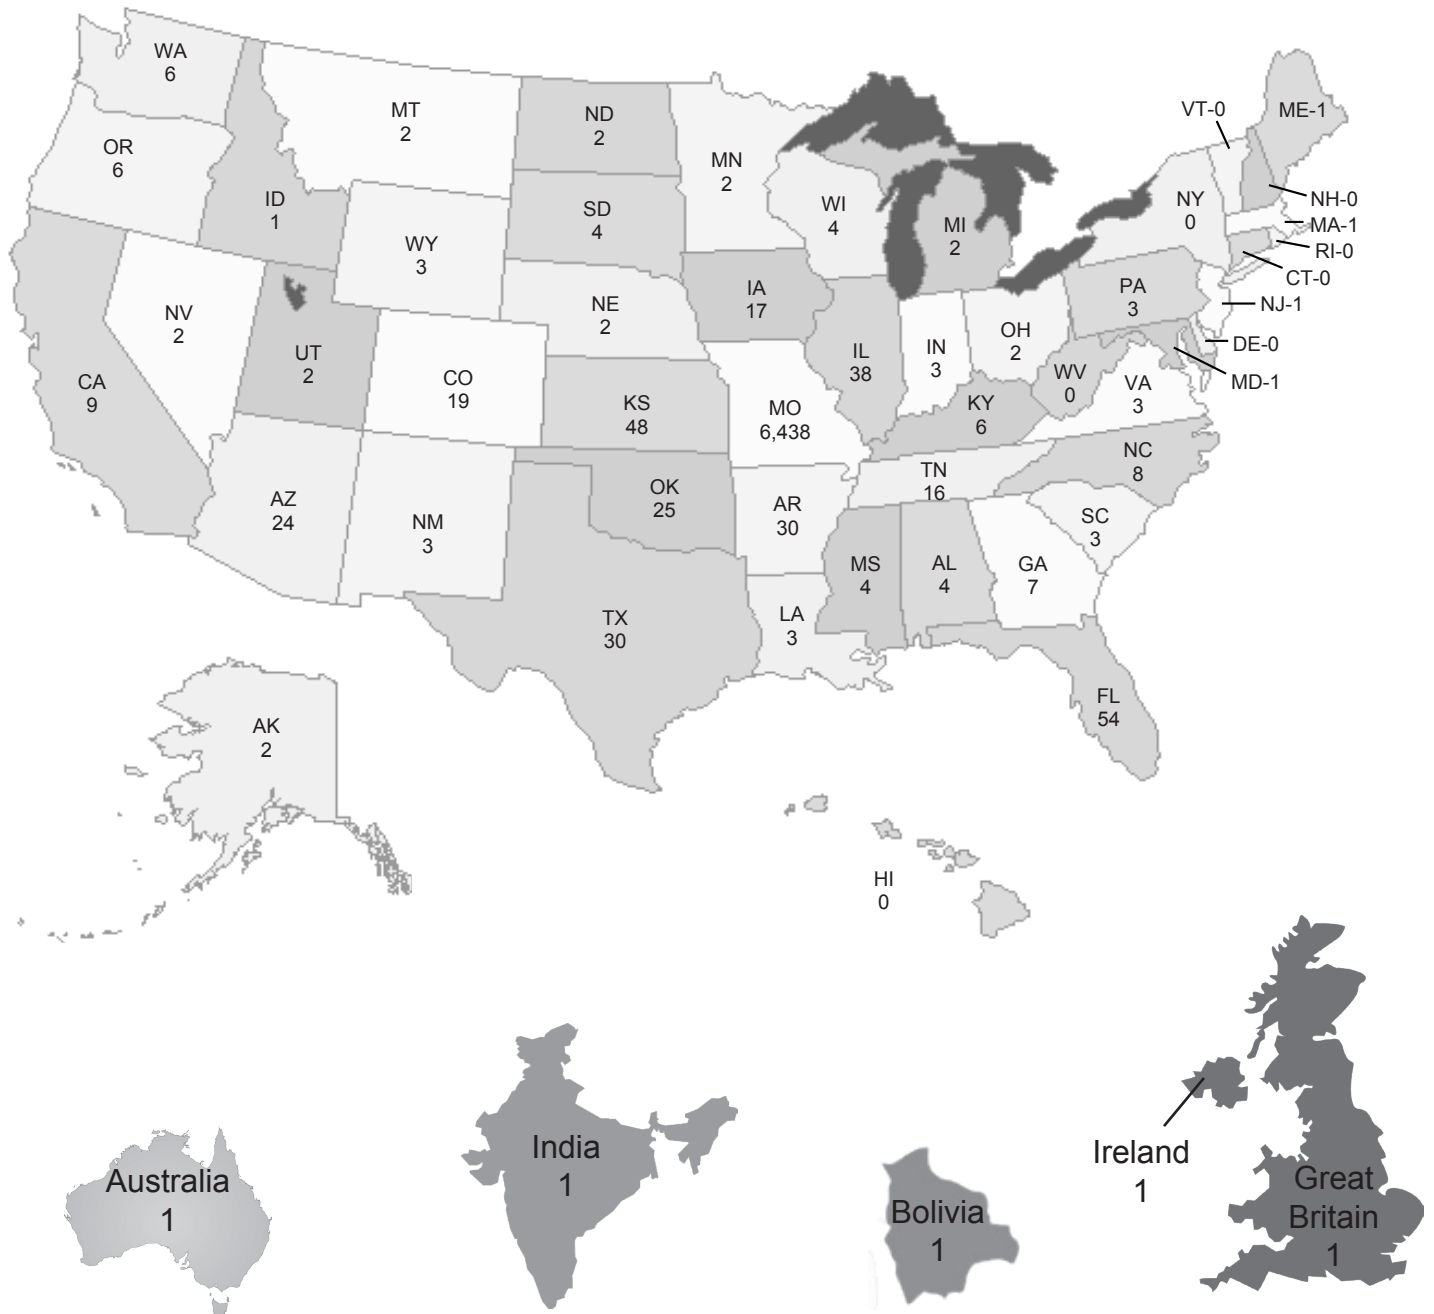 WA
6
OR
6
ID
1
MT
2
ND
2
MN
2
VT-0
ME-1
NH-0
MA-1
RI-0
CT-0
NY
0
WI
4
MI
2
SD
4
WY
3
IA
17
NE
2
NV
2
UT
2
CO
19
CA
9
KS
48
MO
6,438
IL
38
IN
3
OH
2
PA
3
NJ-1
DE-0
MD-1
WV
0
VA
3
KY
6
NC
8
TN
16
SC
3
AZ
24
NM
3
OK
25
AR
30
MS
4
AL
4
GA
7
TX
30
LA
3
FL
54
AK
2
HI
0
Australia
1
India
1
Bolivia
1
Ireland
1
Great
Britain
1